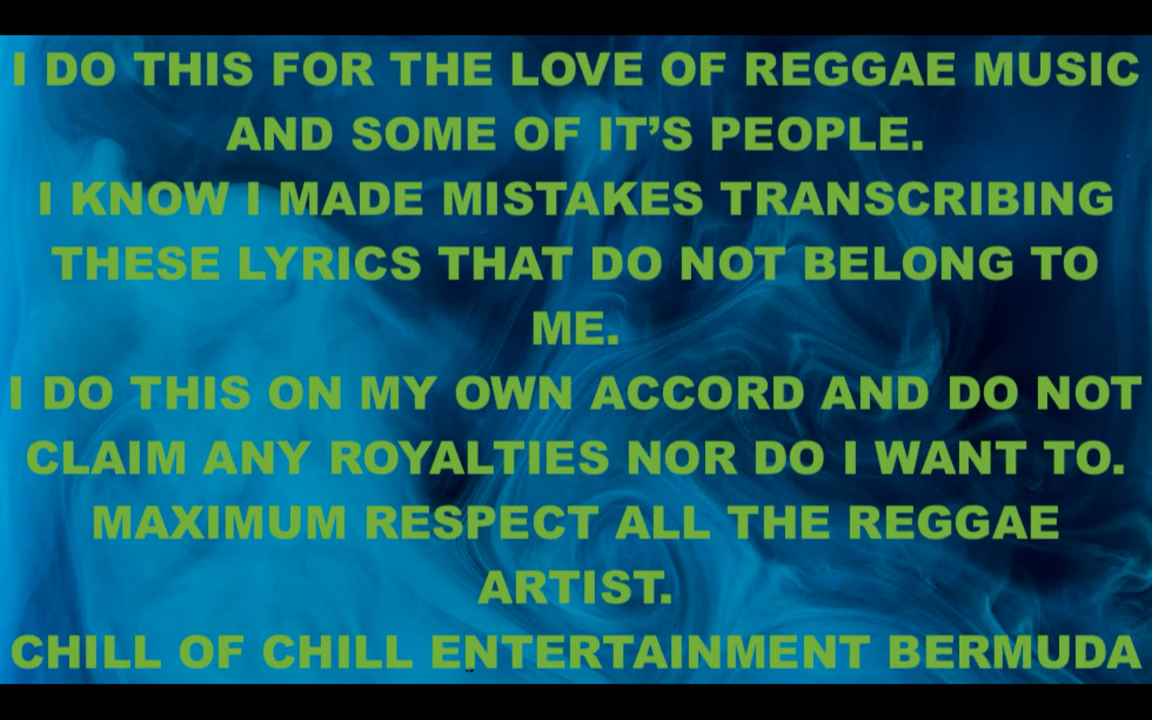 I DO THIS FOR THE LOVE OF REGGAE MUSIC
AND SOME OF IT’S PEOPLE.
I KNOW I MADE MISTAKES TRANSCRIBING
THESE LYRICS THAT DO NOT BELONG TO
ME.
I DO THIS ON MY OWN ACCORD AND DO NOT
CLAIM ANY ROYALTIES NOR DO I WANT TO.
MAXIMUM RESPECT ALL THE REGGAE
ARTIST.
CHILL OF CHILL ENTERTAINMENT BERMUDA